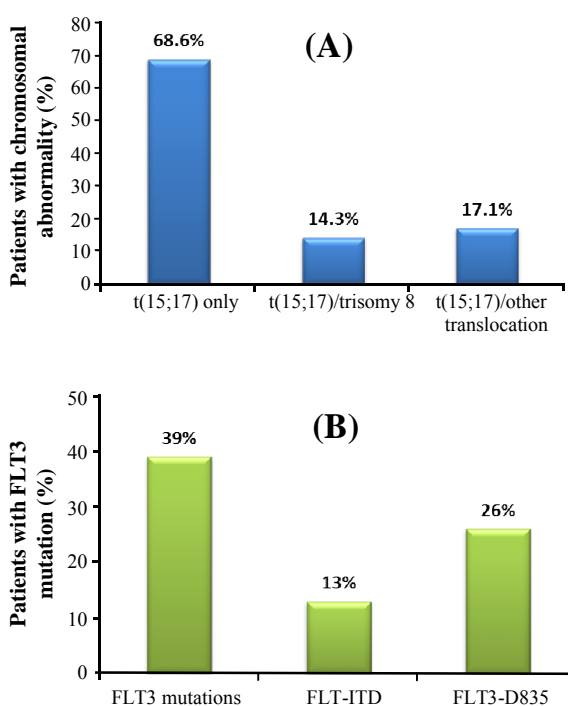 Patients with chromosomal
abnormality (%)
80
70
60
50
40
30
20
10
0
(A)
68.6%
14.3%
17.1%
t(15;17) only
t(15;17)/trisomy 8
t(15;17)/other
translocation
Patients with FLT3
mutation (%)
50
40
30
20
10
0
(B)
39%
13%
26%
FLT3 mutations
FLT-ITD
FLT3-D835